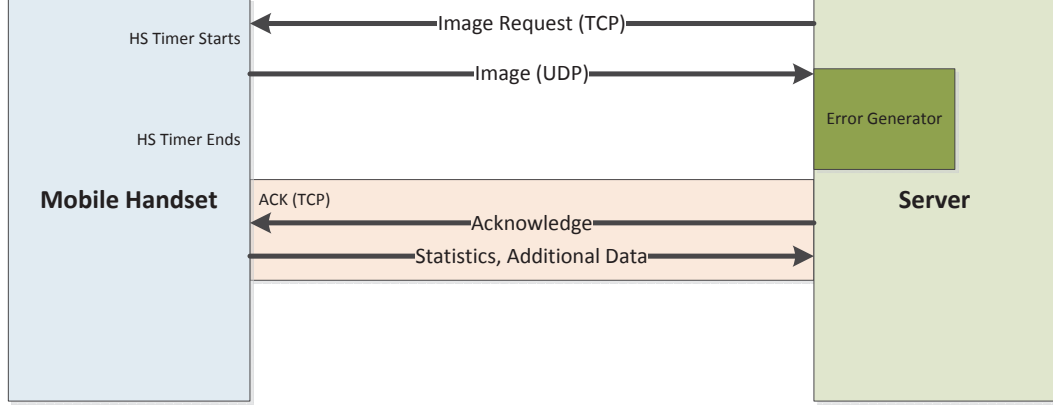 Image Request (TCP)
HS Timer Starts
Image (UDP)
Error Generator
HS Timer Ends
Mobile Handset
ACK (TCP)
Server
Acknowledge
Statistics, Additional Data